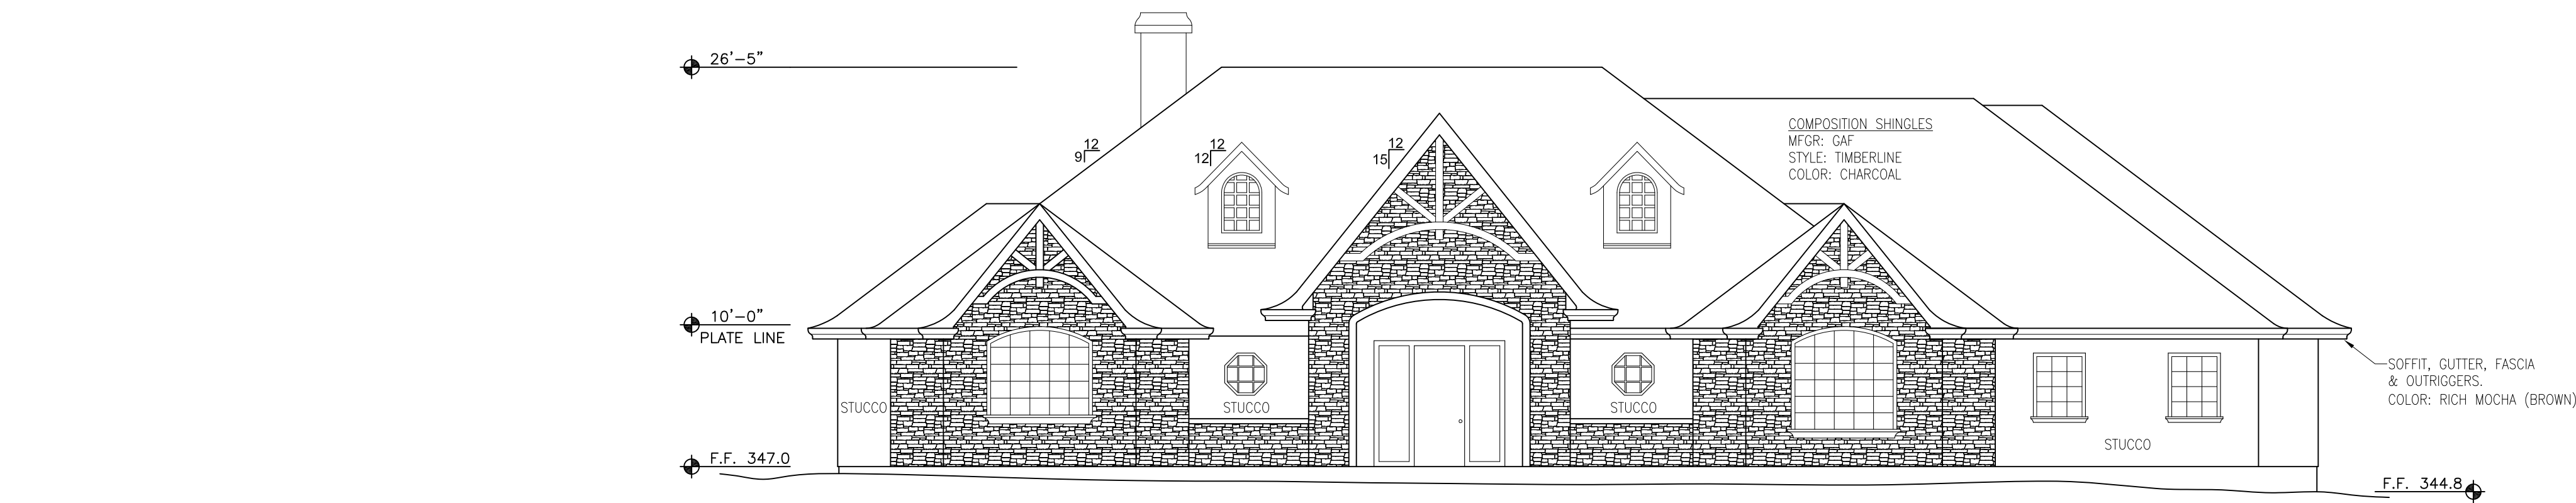 26'-5"
12
9
12
12
12
15
COMPOSITION SHINGLES
MFGR: GAF
STYLE: TIMBERLINE
COLOR: CHARCOAL
10'-0"
PLATE LINE
SOFFIT, GUTTER, FASCIA
& OUTRIGGERS.
COLOR: RICH MOCHA (BROWN)
STUCCO
STUCCO
STUCCO
STUCCO
F.F. 347.0
F.F. 344.8